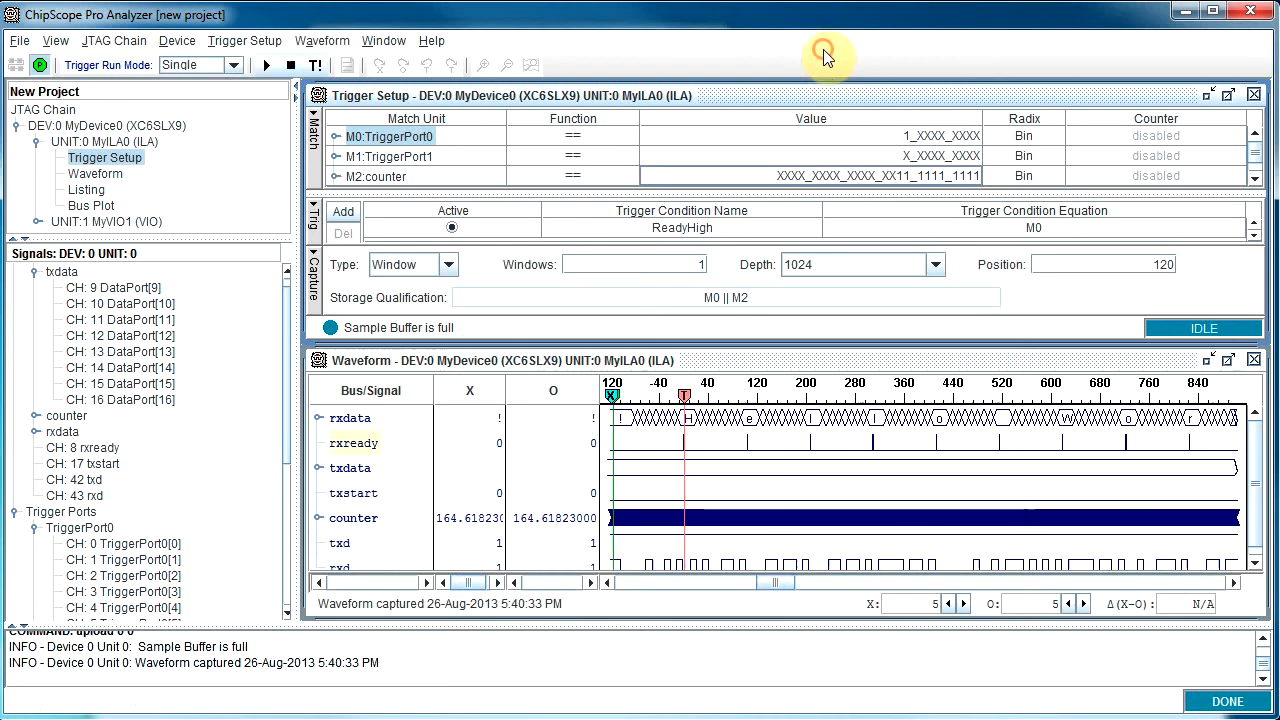 ChipScope Pro Analyzer [new project]
File View JTAG Chain Device Trigger Setup Waveform Window Help
Trigger Run Mode: Single T!
New Project
JTAG Chain
DEV:0 MyDevice0 (XC6SLX9)
UNIT:0 MyILA0 (ILA)
Trigger Setup
Waveform
Listing
Bus Plot
UNIT:1 MyVIO1 (VIO)
Signals: DEV: 0 UNIT: 0
txdata
CH: 9 DataPort[9]
CH: 10 DataPort[10]
CH: 11 DataPort[11]
CH: 12 DataPort[12]
CH: 13 DataPort[13]
CH: 14 DataPort[14]
CH: 15 DataPort[15]
CH: 16 DataPort[16]
counter
rxdata
CH: 8 rxready
CH: 17 txstart
CH: 42 txd
CH: 43 rxd
Trigger Ports
TriggerPort0
CH: 0 TriggerPort0[0]
CH: 1 TriggerPort0[1]
CH: 2 TriggerPort0[2]
CH: 3 TriggerPort0[3]
CH: 4 TriggerPort0[4]
Trigger Setup - DEV:0 MyDevice0 (XC6SLX9) UNIT:0 MyILA0 (ILA)
Match
Match Unit Function Value Radix Counter
M0:TriggerPort0 == 1_XXXX_XXXX Bin disabled
M1:TriggerPort1 == X_XXXX_XXXX Bin disabled
M2:counter == XXXX_XXXX_XXXX_XX11_1111_1111 Bin disabled
Trig
Add Active Trigger Condition Name Trigger Condition Equation
Del ReadyHigh M0
Capture
Type: Window Windows: 1 Depth: 1024 Position: 120
Storage Qualification: M0 || M2
Sample Buffer is full IDLE
Waveform - DEV:0 MyDevice0 (XC6SLX9) UNIT:0 MyILA0 (ILA)
Bus/Signal X O 120 -40 40 120 200 280 360 440 520 600 680 760 840
X T
rxdata ! ! ! H e l l o W o r
rxready 0 0
txdata
txstart 0 0
counter 164.61823( 164.61823000
txd 1 1
rxd 1 1
Waveform captured 26-Aug-2013 5:40:33 PM X: 5 O: 5 Δ(X-O): N/A
COMMAND: upload 0 0
INFO - Device 0 Unit 0: Sample Buffer is full
INFO - Device 0 Unit 0: Waveform captured 26-Aug-2013 5:40:33 PM
DONE